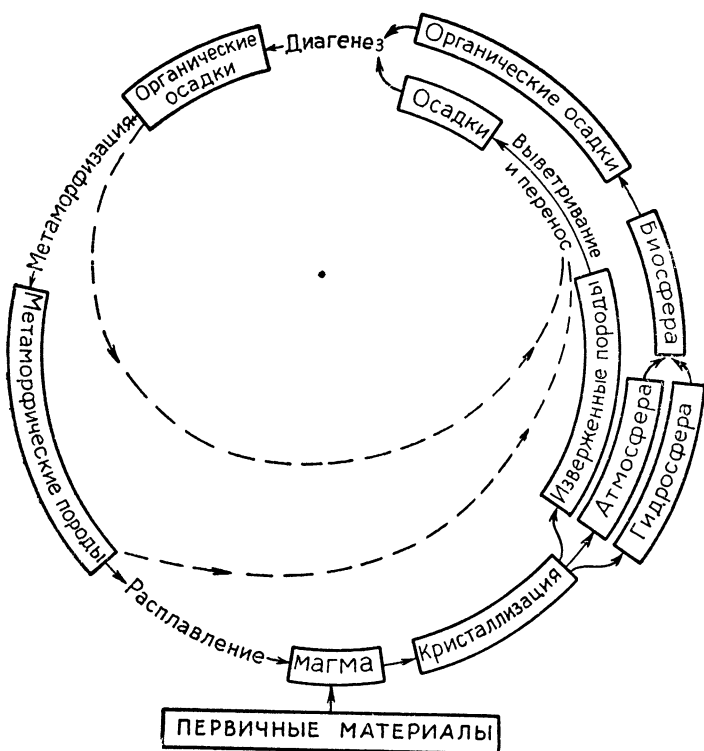 Диагенез
Органические осадки
Органические
осадки
Осадки
Выветривание
и перенос
Метаморфизация
Биосфера
Метаморфические породы
Изверженные породы
Атмосфера
Гидросфера
Расплавление
Кристаллизация
магма
ПЕРВИЧНЫЕ МАТЕРИАЛЫ